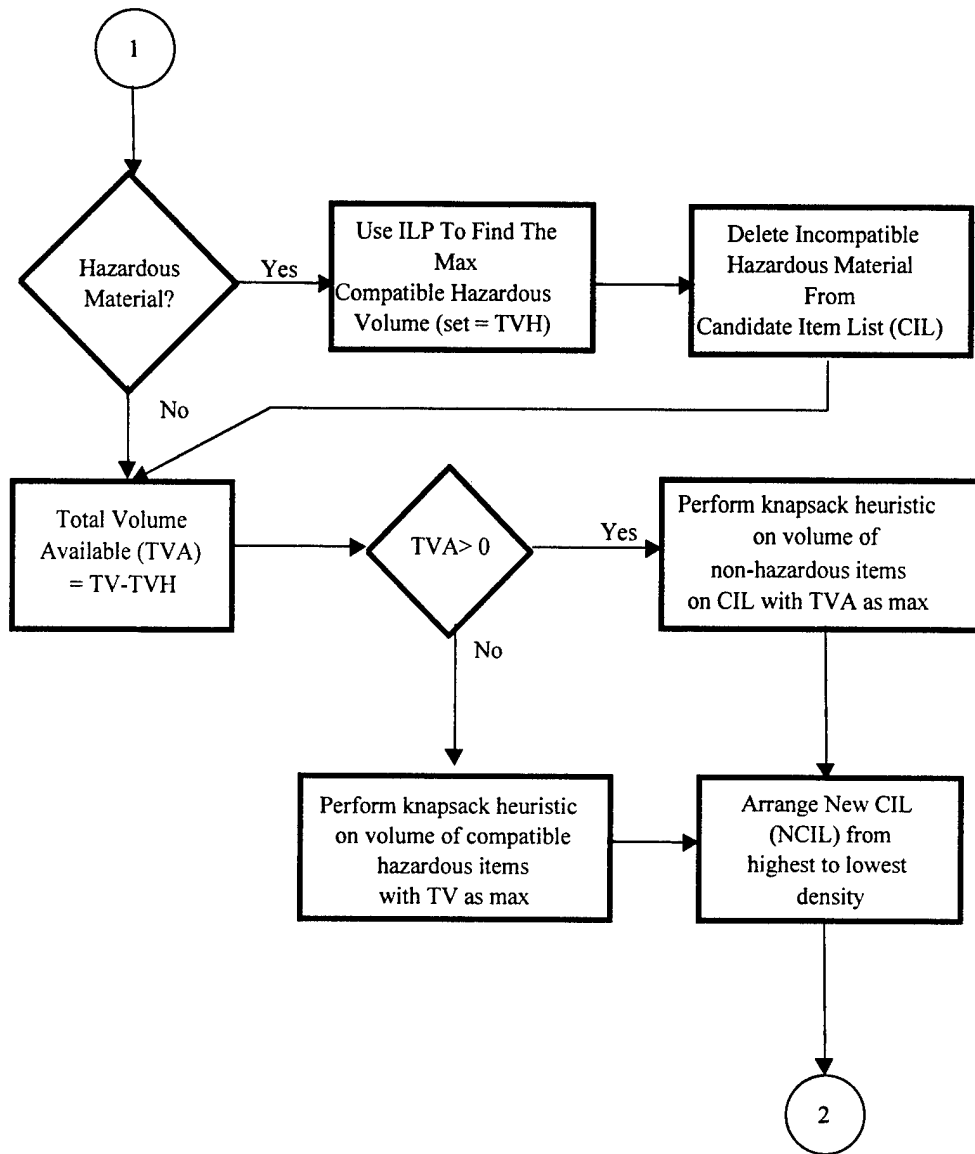 1
Hazardous
Material?
Yes
Use ILP To Find The
Max
Compatible Hazardous
Volume (set = TVH)
Delete Incompatible
Hazardous Material
From
Candidate Item List (CIL)
No
Total Volume
Available (TVA)
= TV-TVH
TVA> 0
Yes
Perform knapsack heuristic
on volume of
non-hazardous items
on CIL with TVA as max
No
Perform knapsack heuristic
on volume of compatible
hazardous items
with TV as max
Arrange New CIL
(NCIL) from
highest to lowest
density
2